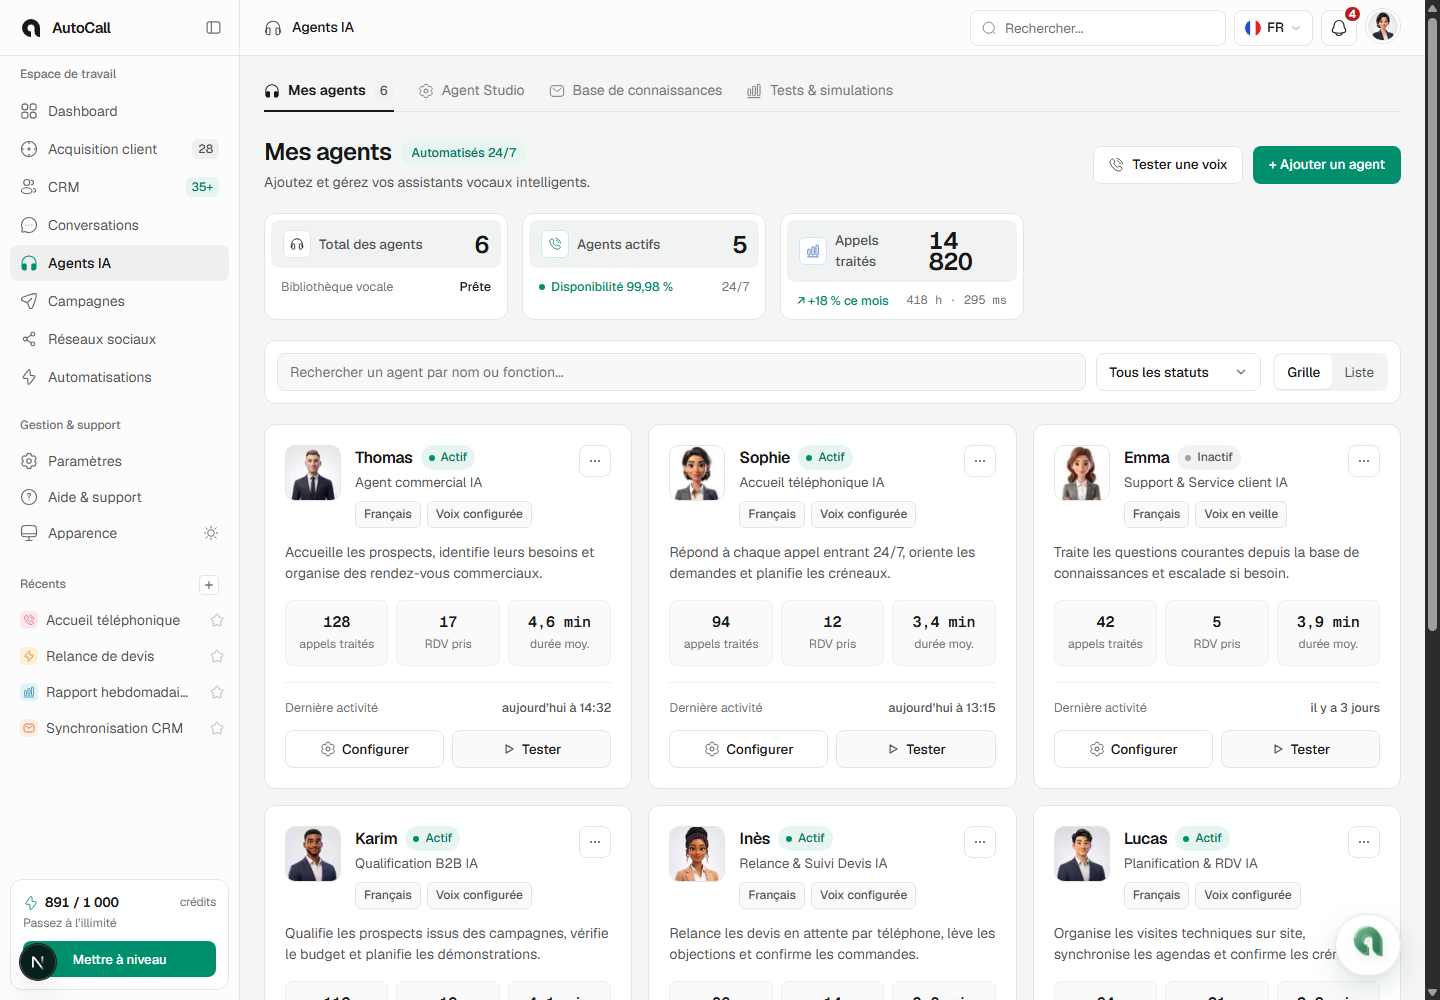 AutoCall
Agents IA
Rechercher...
FR
4
Espace de travail
Dashboard
Acquisition client 28
CRM 35+
Conversations
Agents IA
Campagnes
Réseaux sociaux
Automatisations
Gestion & support
Paramètres
Aide & support
Apparence
Récents +
Accueil téléphonique
Relance de devis
Rapport hebdomadai...
Synchronisation CRM
891 / 1 000 crédits
Passez à l'illimité
N
Mettre à niveau
Mes agents 6
Agent Studio
Base de connaissances
Tests & simulations
Mes agents
Automatisés 24/7
Ajoutez et gérez vos assistants vocaux intelligents.
Tester une voix
+ Ajouter un agent
Total des agents 6
Bibliothèque vocale Prête
Agents actifs 5
Disponibilité 99,98 % 24/7
Appels
traités
14
820
+18 % ce mois 418 h · 295 ms
Rechercher un agent par nom ou fonction...
Tous les statuts
Grille
Liste
Thomas Actif ...
Agent commercial IA
Français Voix configurée
Accueille les prospects, identifie leurs besoins et
organise des rendez-vous commerciaux.
128 17 4,6 min
appels traités RDV pris durée moy.
Dernière activité aujourd'hui à 14:32
Configurer Tester
Sophie Actif ...
Accueil téléphonique IA
Français Voix configurée
Répond à chaque appel entrant 24/7, oriente les
demandes et planifie les créneaux.
94 12 3,4 min
appels traités RDV pris durée moy.
Dernière activité aujourd'hui à 13:15
Configurer Tester
Emma Inactif ...
Support & Service client IA
Français Voix en veille
Traite les questions courantes depuis la base de
connaissances et escalade si besoin.
42 5 3,9 min
appels traités RDV pris durée moy.
Dernière activité il y a 3 jours
Configurer Tester
Karim Actif ...
Qualification B2B IA
Français Voix configurée
Qualifie les prospects issus des campagnes, vérifie
le budget et planifie les démonstrations.
Inès Actif ...
Relance & Suivi Devis IA
Français Voix configurée
Relance les devis en attente par téléphone, lève les
objections et confirme les commandes.
Lucas Actif ...
Planification & RDV IA
Français Voix configurée
Organise les visites techniques sur site,
synchronise les agendas et confirme les